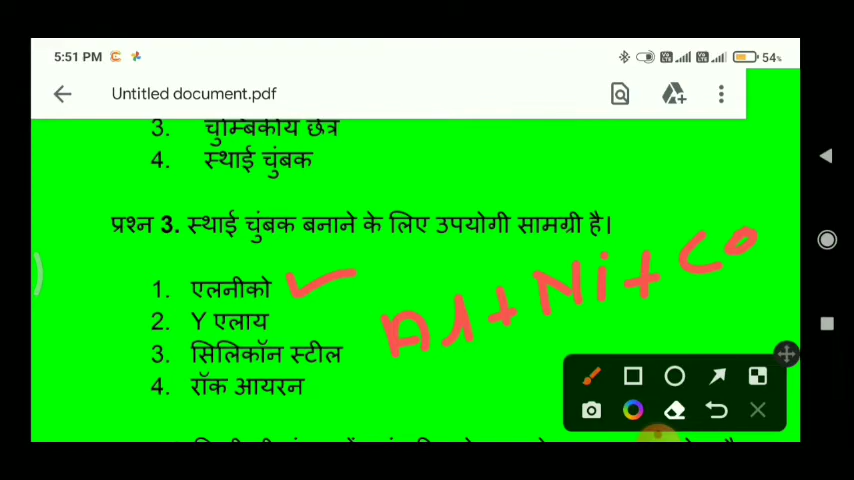 5:51 PM
54%
Untitled document.pdf
3. चुम्बिकीय छेत्र
4. स्थाई चुंबक
प्रश्न 3. स्थाई चुंबक बनाने के लिए उपयोगी सामग्री है।
1. एलनीको
2. Y एलाय
3. सिलिकॉन स्टील
4. रॉक आयरन
Al+Ni+Co